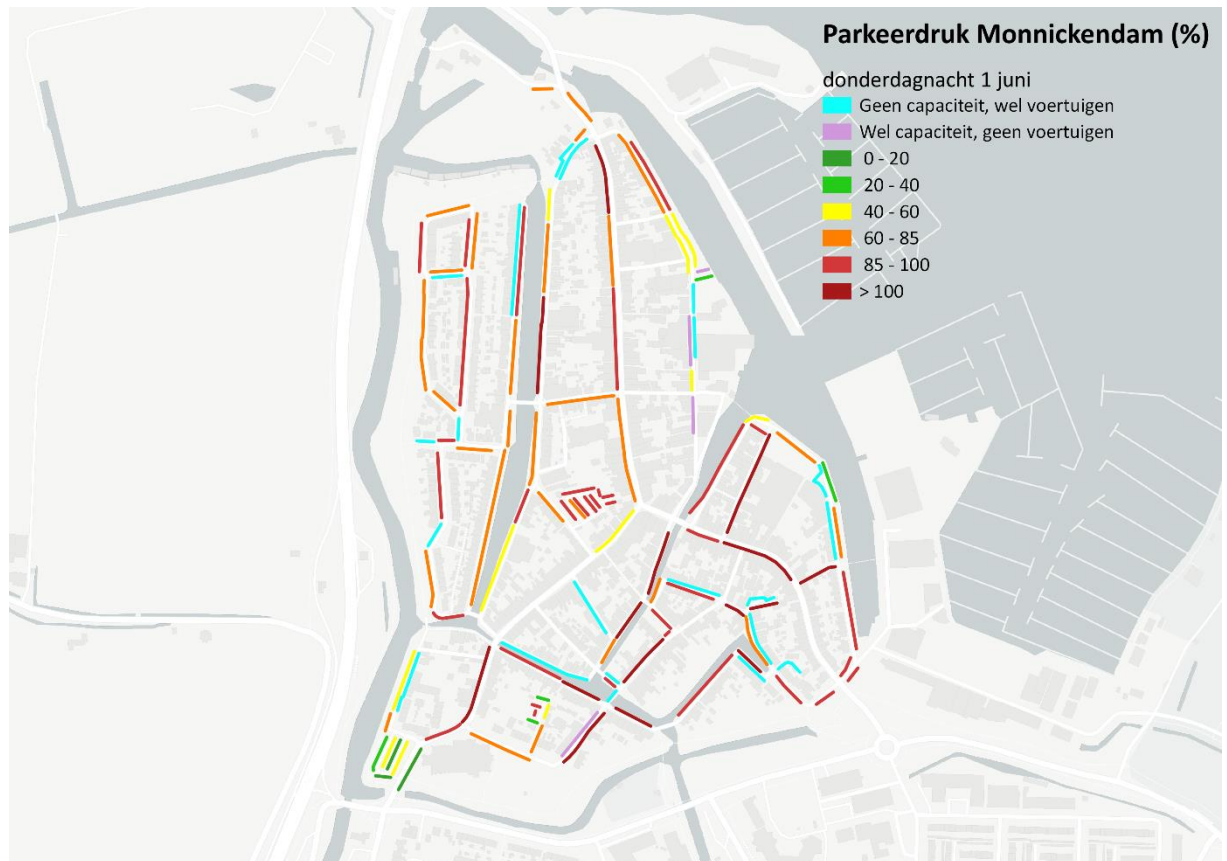 Parkeerdruk Monnickendam (%)
donderdagnacht 1 juni
Geen capaciteit, wel voertuigen
Wel capaciteit, geen voertuigen
0 - 20
20 - 40
40 - 60
60 - 85
85 - 100
> 100